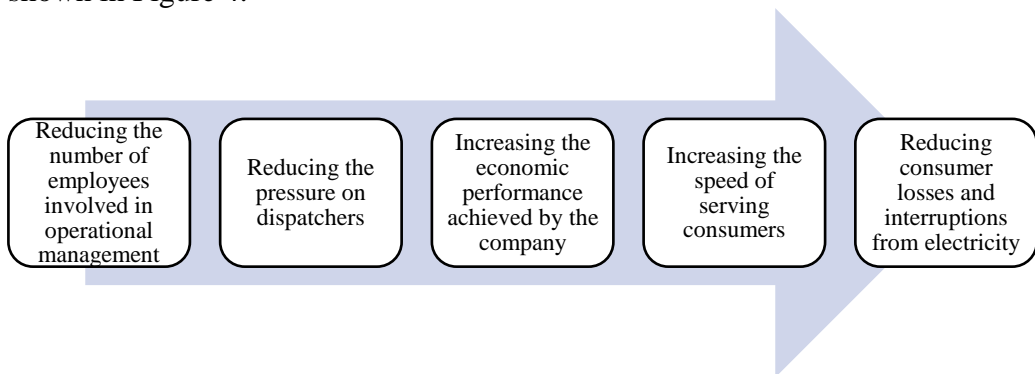 shown in Figure 4.
Reducing the
number of
employees
involved in
operational
management
Reducing the
pressure on
dispatchers
Increasing the
economic
performance
achieved by the
company
Increasing the
speed of
serving
consumers
Reducing
consumer
losses and
interruptions
from electricity